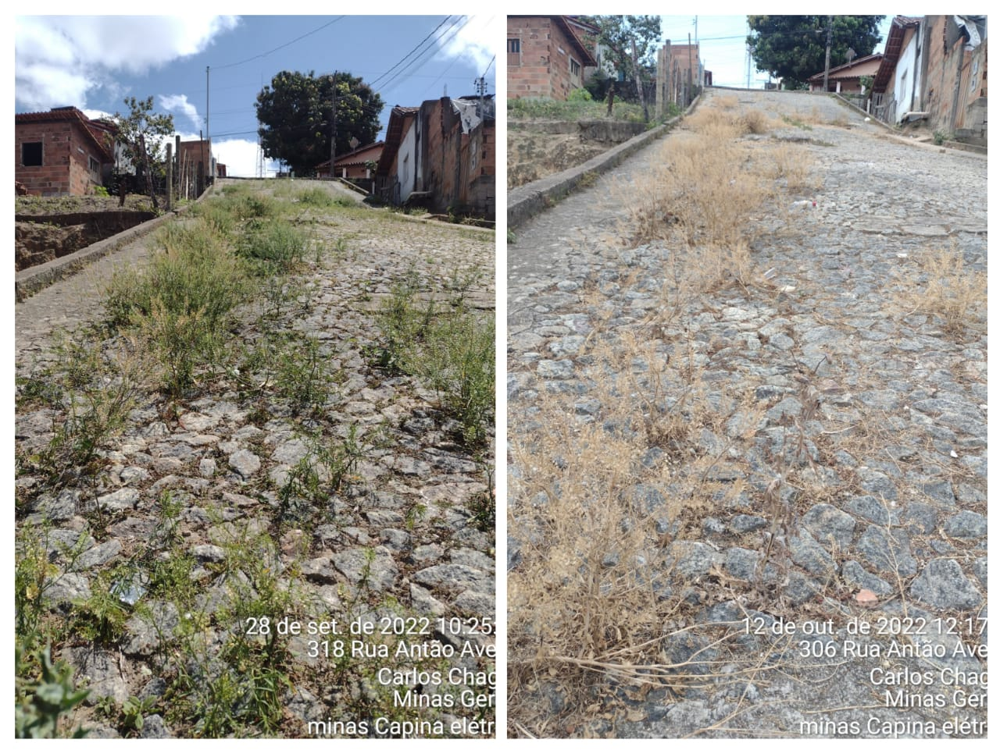 28 de set. de 2022 10:25:
318 Rua Antão Ave
Carlos Chag
Minas Ger
minas Capina elétr
12 de out. de 2022 12:17
306 Rua Antão Ave
Carlos Chag
Minas Ger
minas Capina elétr